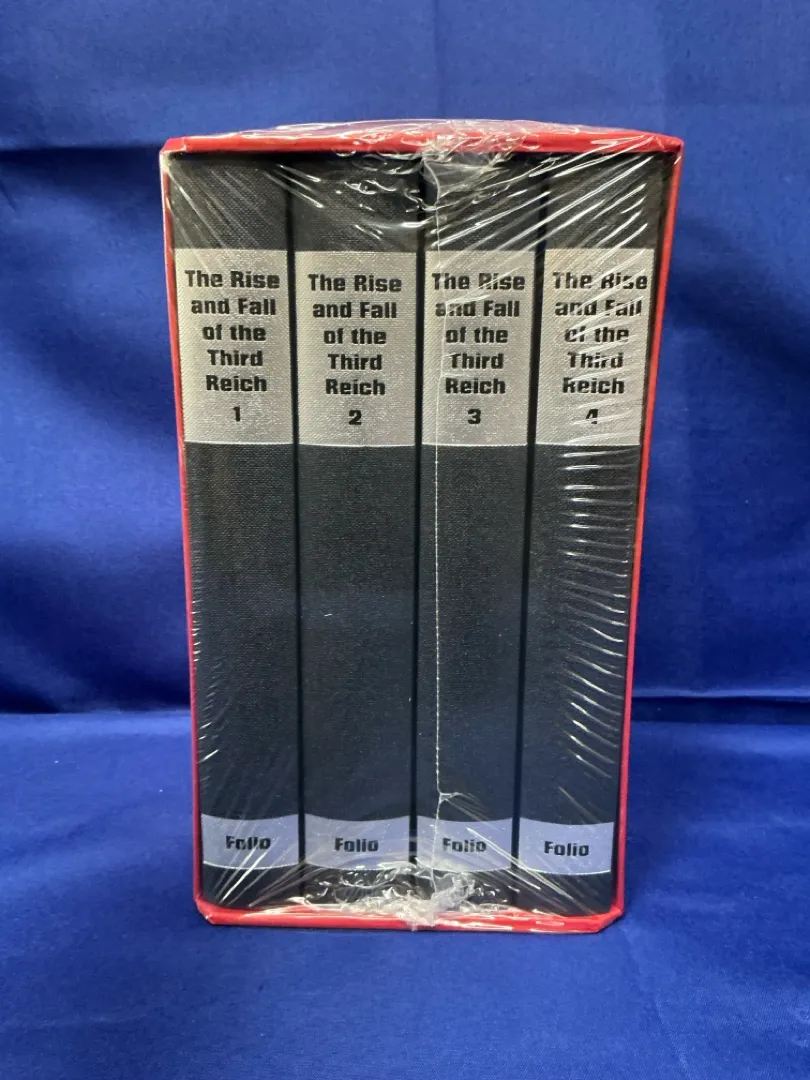 The Rise
and Fall
of the
Third
Reich
1
Folio
The Rise
and Fall
of the
Third
Reich
2
Folio
The Rise
and Fall
of the
Third
Reich
3
Folio
The Rise
and Fall
of the
Third
Reich
4
Folio